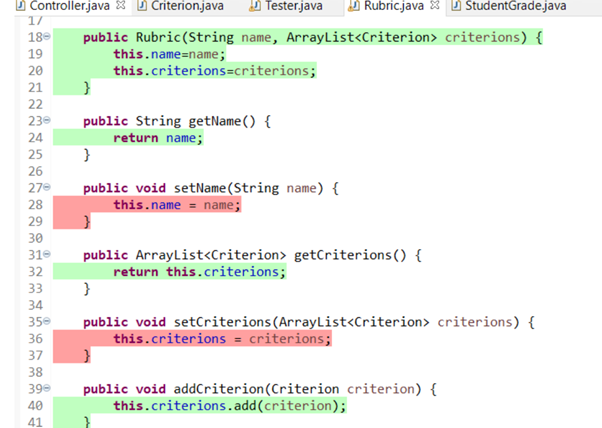 Controller.java Criterion.java Tester.java Rubric.java StudentGrade.java
17
18 public Rubric(String name, ArrayList<Criterion> criterions) {
19 this.name=name;
20 this.criterions=criterions;
21 }
22
23 public String getName() {
24 return name;
25 }
26
27 public void setName(String name) {
28 this.name = name;
29 }
30
31 public ArrayList<Criterion> getCriterions() {
32 return this.criterions;
33 }
34
35 public void setCriterions(ArrayList<Criterion> criterions) {
36 this.criterions = criterions;
37 }
38
39 public void addCriterion(Criterion criterion) {
40 this.criterions.add(criterion);
41 }